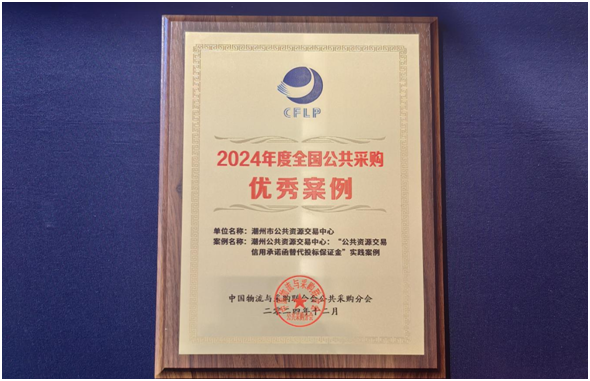 CFLP
2024年度全国公共采购
优秀案例
单位名称：潮州市公共资源交易中心
案例名称：潮州公共资源交易中心：“公共资源交易
信用承诺函替代投标保证金”实践案例
中国物流与采购联合会公共采购分会
二〇二四年十二月